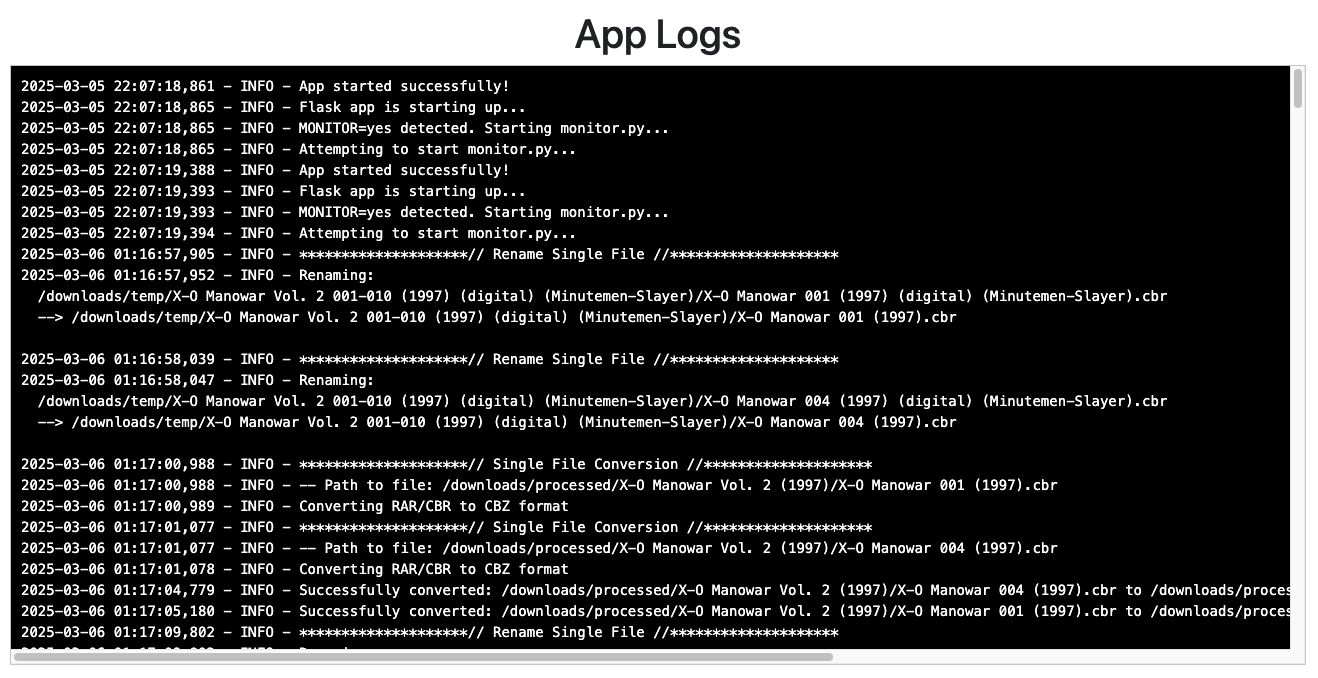 App Logs
2025-03-05 22:07:18,861 - INFO - App started successfully!
2025-03-05 22:07:18,865 - INFO - Flask app is starting up...
2025-03-05 22:07:18,865 - INFO - MONITOR=yes detected. Starting monitor.py...
2025-03-05 22:07:18,865 - INFO - Attempting to start monitor.py...
2025-03-05 22:07:19,388 - INFO - App started successfully!
2025-03-05 22:07:19,393 - INFO - Flask app is starting up...
2025-03-05 22:07:19,393 - INFO - MONITOR=yes detected. Starting monitor.py...
2025-03-05 22:07:19,394 - INFO - Attempting to start monitor.py...
2025-03-06 01:16:57,905 - INFO - ********************// Rename Single File //********************
2025-03-06 01:16:57,952 - INFO - Renaming:
/downloads/temp/X-O Manowar Vol. 2 001-010 (1997) (digital) (Minutemen-Slayer)/X-O Manowar 001 (1997) (digital) (Minutemen-Slayer).cbr
--> /downloads/temp/X-O Manowar Vol. 2 001-010 (1997) (digital) (Minutemen-Slayer)/X-O Manowar 001 (1997).cbr
2025-03-06 01:16:58,039 - INFO - ********************// Rename Single File //********************
2025-03-06 01:16:58,047 - INFO - Renaming:
/downloads/temp/X-O Manowar Vol. 2 001-010 (1997) (digital) (Minutemen-Slayer)/X-O Manowar 004 (1997) (digital) (Minutemen-Slayer).cbr
--> /downloads/temp/X-O Manowar Vol. 2 001-010 (1997) (digital) (Minutemen-Slayer)/X-O Manowar 004 (1997).cbr
2025-03-06 01:17:00,988 - INFO - ********************// Single File Conversion //********************
2025-03-06 01:17:00,988 - INFO - -- Path to file: /downloads/processed/X-O Manowar Vol. 2 (1997)/X-O Manowar 001 (1997).cbr
2025-03-06 01:17:00,989 - INFO - Converting RAR/CBR to CBZ format
2025-03-06 01:17:01,077 - INFO - ********************// Single File Conversion //********************
2025-03-06 01:17:01,077 - INFO - -- Path to file: /downloads/processed/X-O Manowar Vol. 2 (1997)/X-O Manowar 004 (1997).cbr
2025-03-06 01:17:01,078 - INFO - Converting RAR/CBR to CBZ format
2025-03-06 01:17:04,779 - INFO - Successfully converted: /downloads/processed/X-O Manowar Vol. 2 (1997)/X-O Manowar 004 (1997).cbr to /downloads/proces
2025-03-06 01:17:05,180 - INFO - Successfully converted: /downloads/processed/X-O Manowar Vol. 2 (1997)/X-O Manowar 001 (1997).cbr to /downloads/proces
2025-03-06 01:17:09,802 - INFO - ********************// Rename Single File //********************